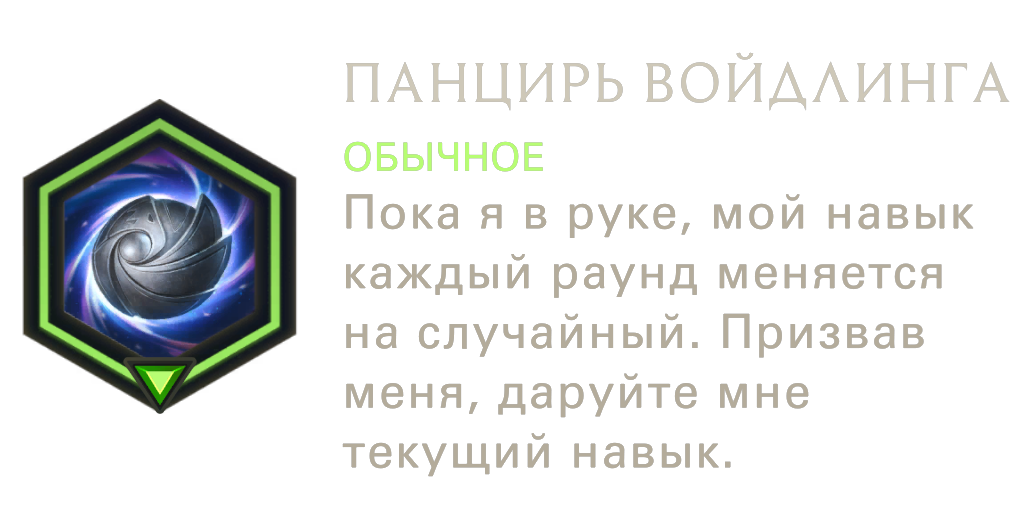 ПАНЦИРЬ ВОЙДЛИНГА
ОБЫЧНОЕ
Пока я в руке, мой навык
каждый раунд меняется
на случайный. Призвав
меня, даруйте мне
текущий навык.